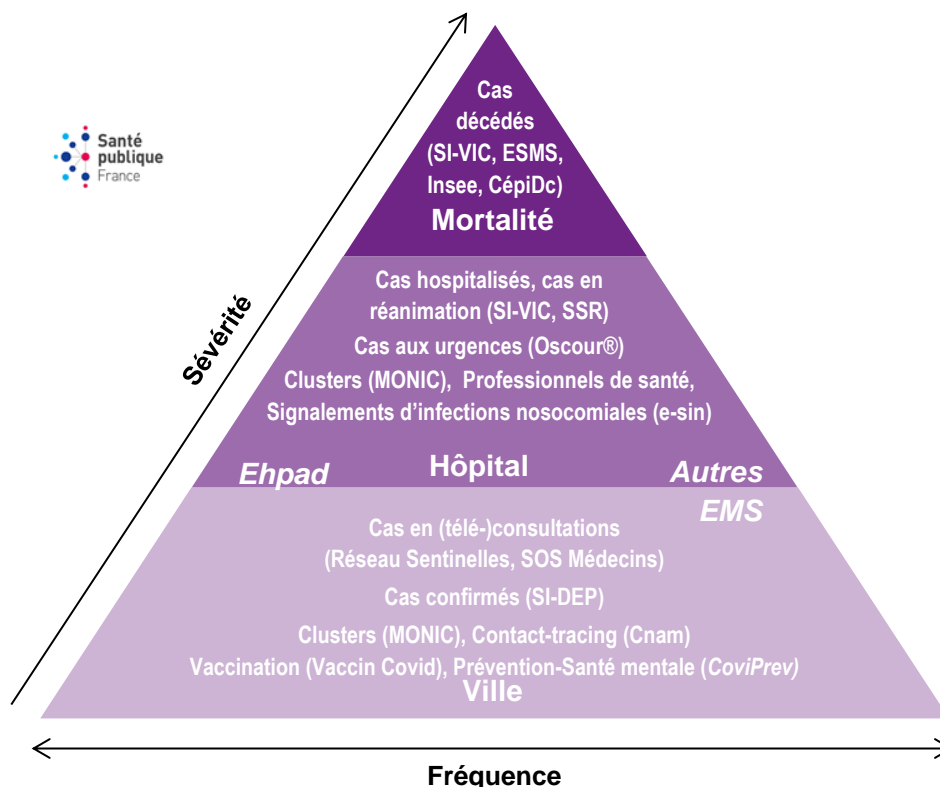 Cas
décédés
(SI-VIC, ESMS,
Insee, CépiDc)
Mortalité
Santé
publique
France
Sévérité
Cas hospitalisés, cas en
réanimation (SI-VIC, SSR)
Cas aux urgences (Oscour®)
Clusters (MONIC), Professionnels de santé,
Signalements d'infections nosocomiales (e-sin)
Ehpad
Hôpital
Autres
EMS
Cas en (télé-)consultations
(Réseau Sentinelles, SOS Médecins)
Cas confirmés (SI-DEP)
Clusters (MONIC), Contact-tracing (Cnam)
Vaccination (Vaccin Covid), Prévention-Santé mentale (CoviPrev)
Ville
Fréquence